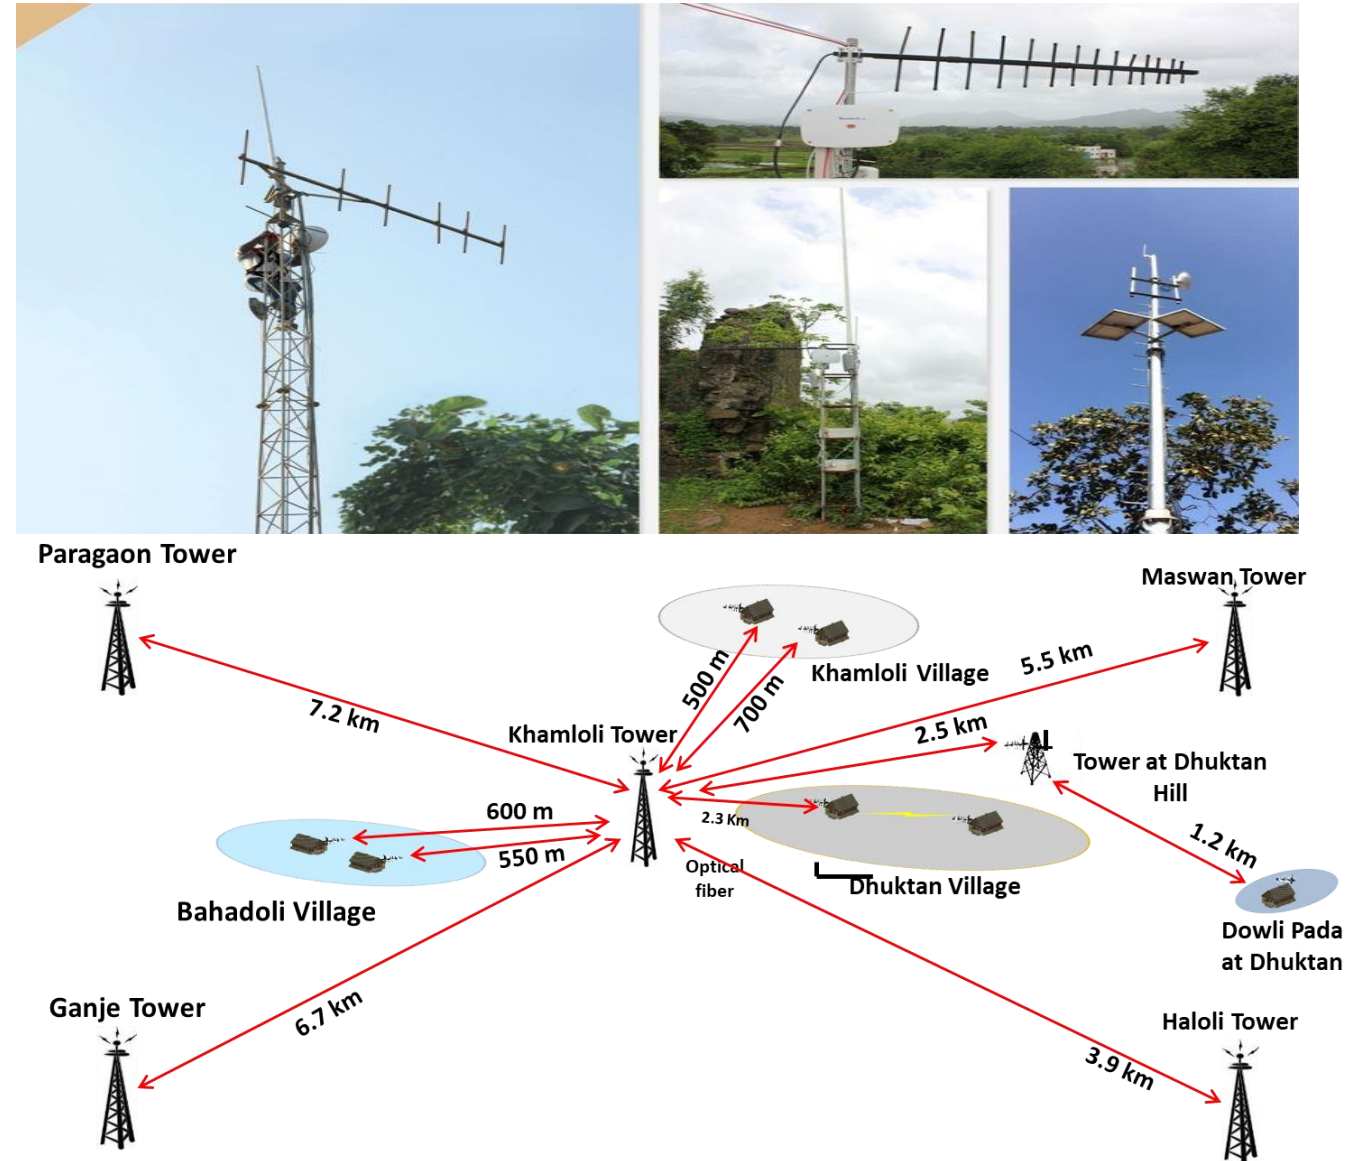 Paragaon Tower
Maswan Tower
5.5 km
Khamloli Village
500 m
700 m
7.2 km
Khamloli Tower
2.5 km
Tower at Dhuktan
Hill
600 m
2.3 Km
550 m
1.2 km
Optical
fiber
Dhuktan Village
Bahadoli Village
Dowli Pada
at Dhuktan
Ganje Tower
6.7 km
Haloli Tower
3.9 km